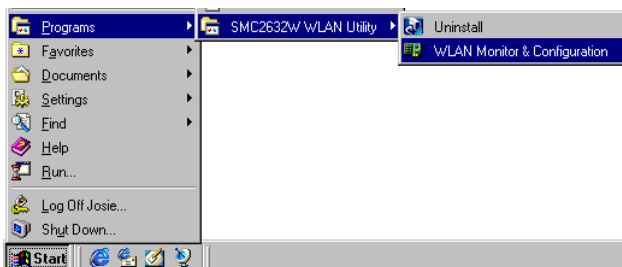 Programs
Favorites
Documents
Settings
Find
Help
Run...
Log Off Josie...
Shut Down...
Start
SMC2632W WLAN Utility
Uninstall
WLAN Monitor & Configuration